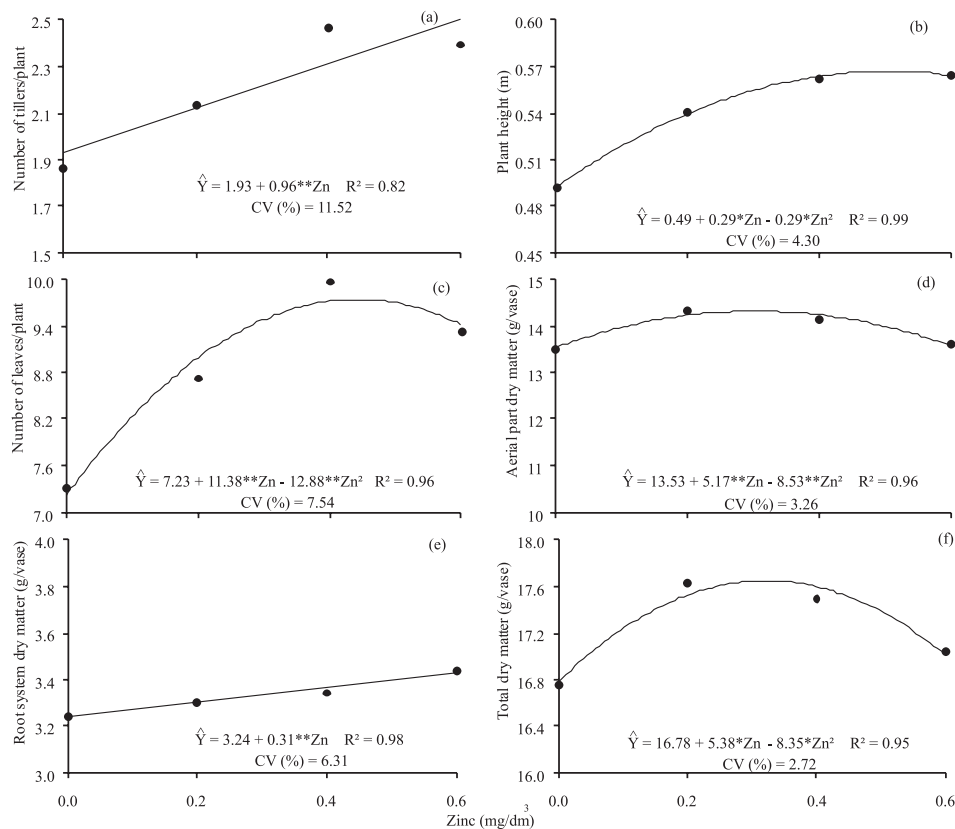 (a)
Number of tillers/plant
2.5
2.3
2.1
1.9
1.7
1.5
Ŷ = 1.93 + 0.96**Zn R² = 0.82
CV (%) = 11.52
(b)
Plant height (m)
0.60
0.57
0.54
0.51
0.48
0.45
Ŷ = 0.49 + 0.29*Zn - 0.29*Zn² R² = 0.99
CV (%) = 4.30
(c)
Number of leaves/plant
10.0
9.4
8.8
8.2
7.6
7.0
Ŷ = 7.23 + 11.38**Zn - 12.88**Zn² R² = 0.96
CV (%) = 7.54
(d)
Aerial part dry matter (g/vase)
15
14
13
12
11
10
Ŷ = 13.53 + 5.17**Zn - 8.53**Zn² R² = 0.96
CV (%) = 3.26
(e)
Root system dry matter (g/vase)
4.0
3.8
3.6
3.4
3.2
3.0
Ŷ = 3.24 + 0.31**Zn R² = 0.98
CV (%) = 6.31
0.0 0.2 0.4 0.6
(f)
Total dry matter (g/vase)
18.0
17.6
17.2
16.8
16.4
16.0
Ŷ = 16.78 + 5.38*Zn - 8.35*Zn² R² = 0.95
CV (%) = 2.72
0.0 0.2 0.4 0.6
Zinc (mg/dm³)